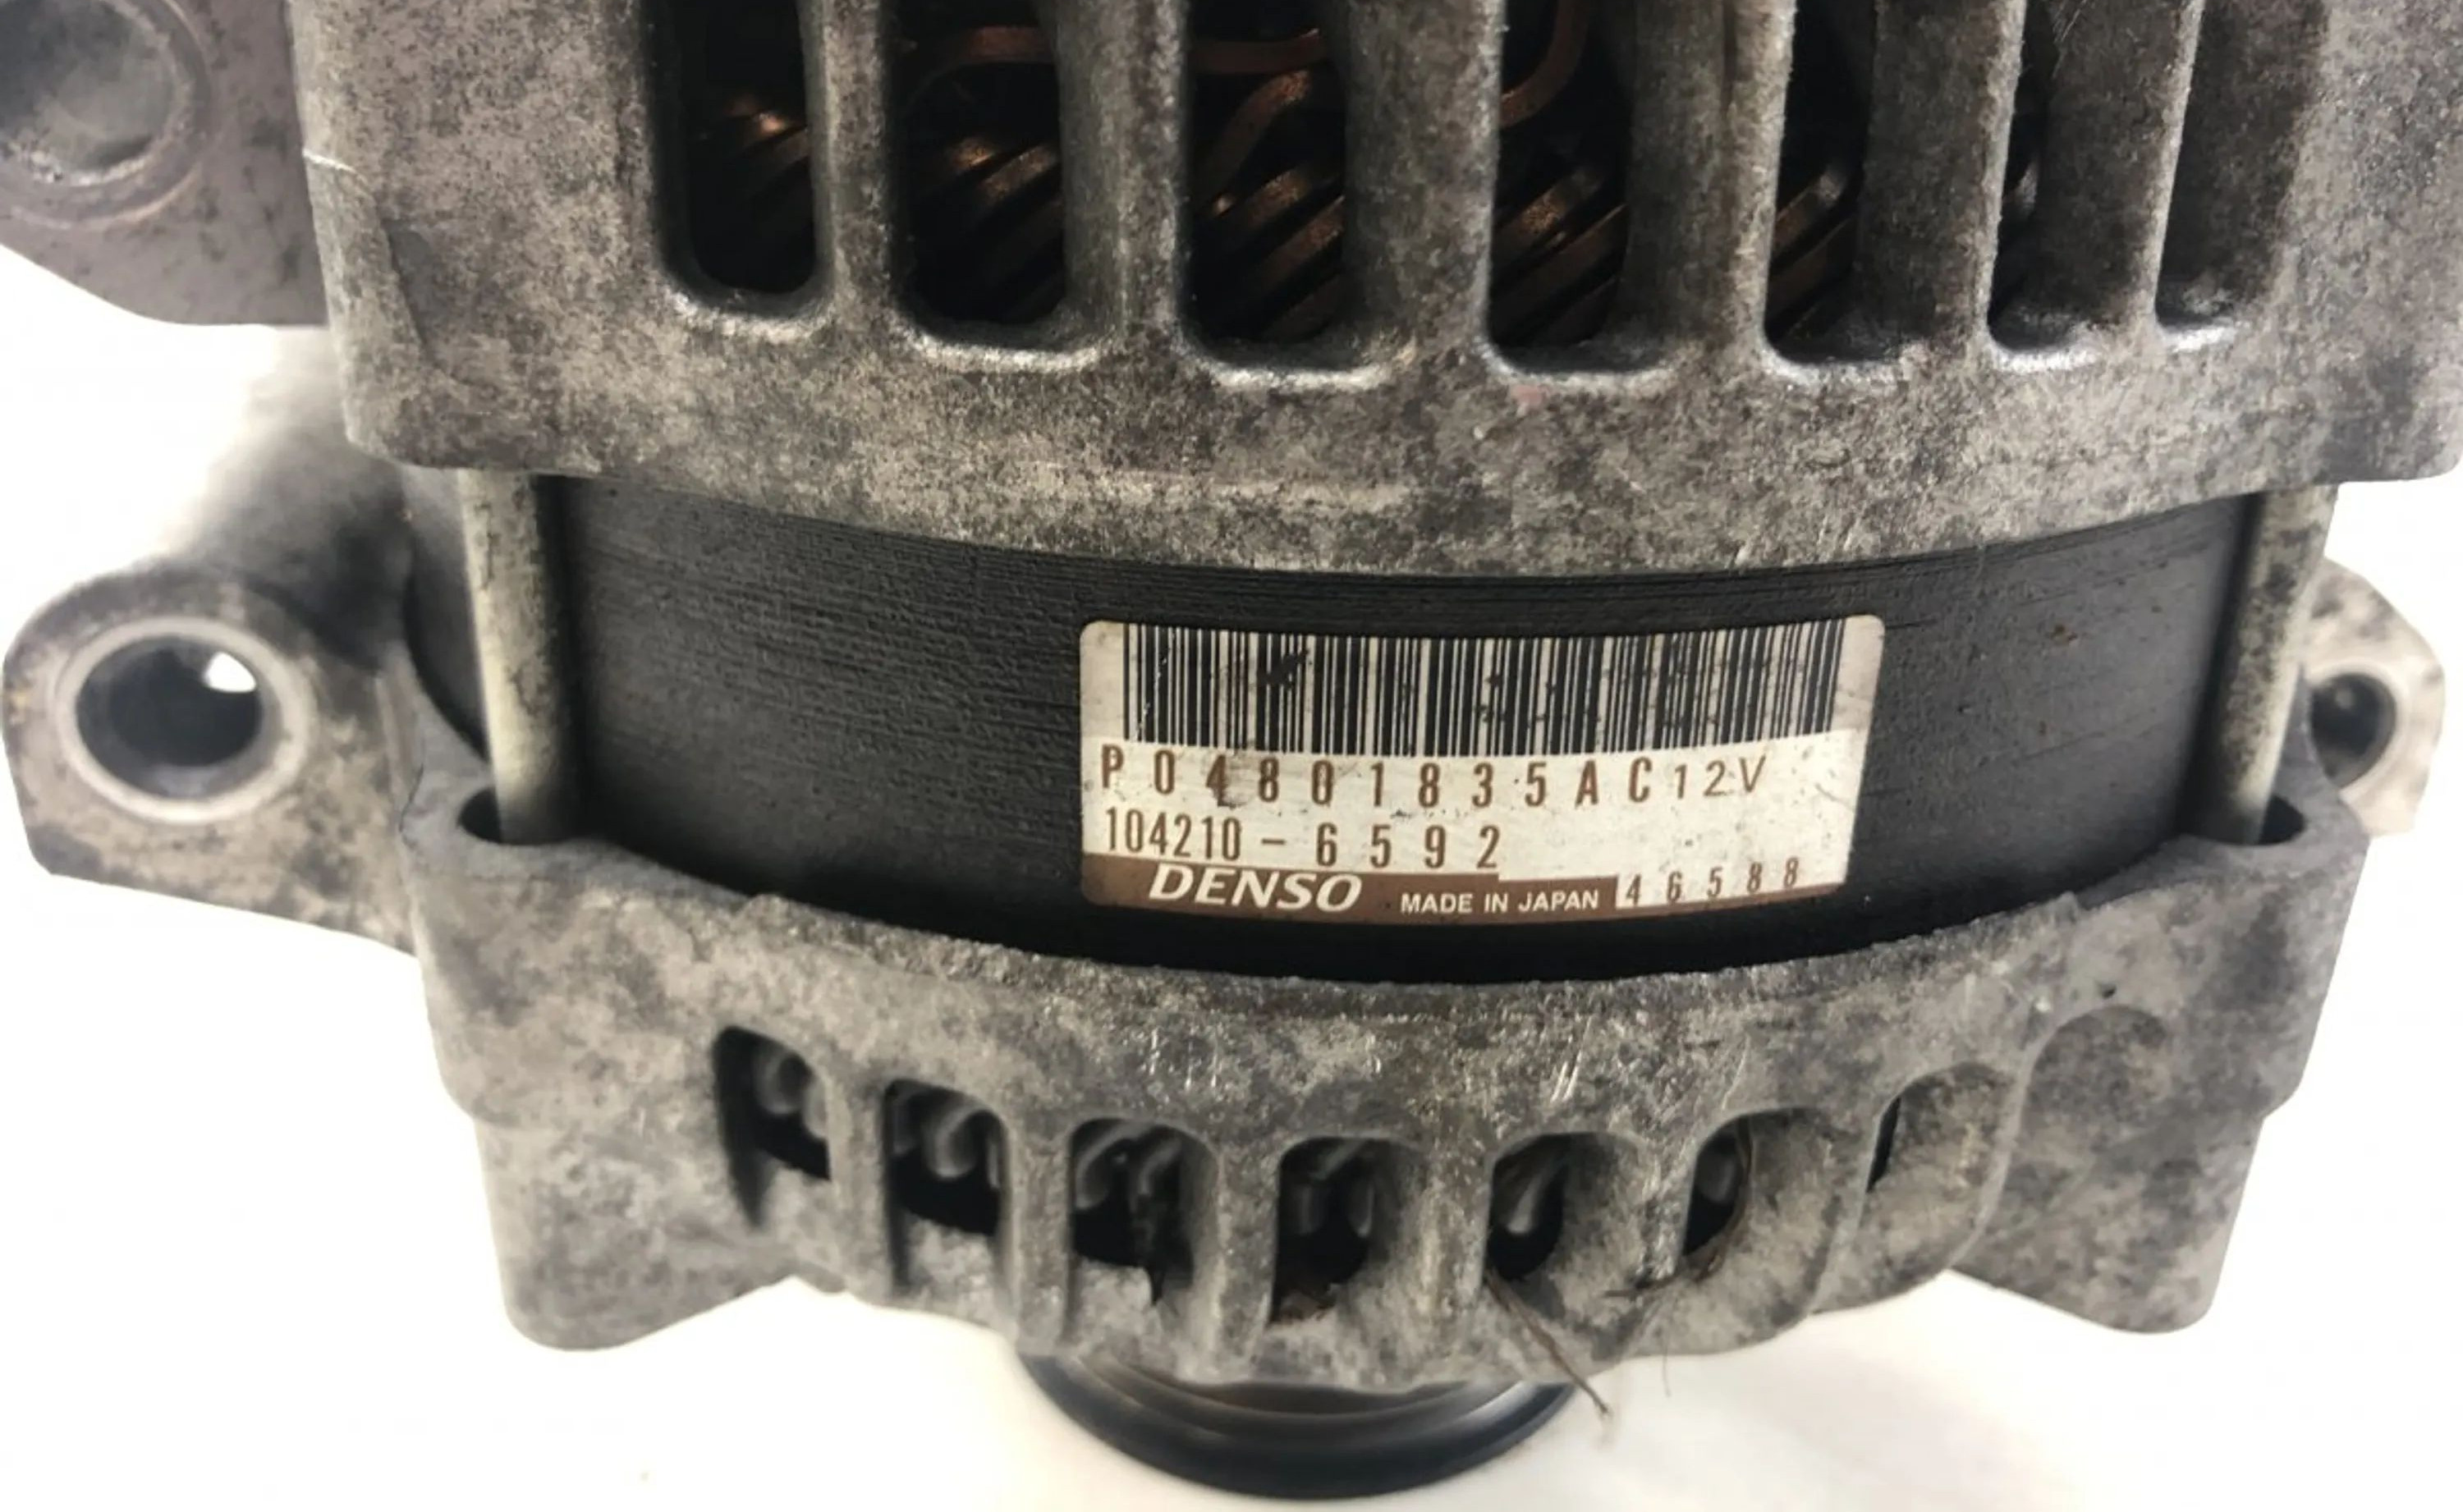 P04801835AC12V
104210-6592
DENSO MADE IN JAPAN 46588